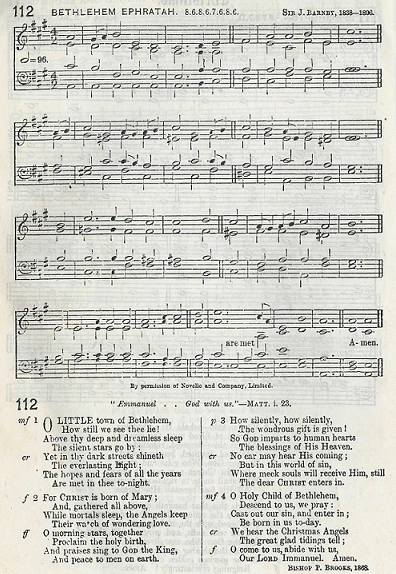 112 BETHLEHEM EPHRATAH. 8.6.8.6.7.6.8.6. SIR J. BARNBY, 1838—1896.
=96.
are met A- men.
By permission of Novello and Company, Limited.
112 "Emmanuel . . God with us."—MATT. i. 23.
mf 1 O LITTLE town of Bethlehem,
How still we see thee lie!
Above thy deep and dreamless sleep
The silent stars go by:
cr Yet in thy dark streets shineth
The everlasting Light;
The hopes and fears of all the years
Are met in thee to-night.
f 2 For CHRIST is born of Mary;
And, gathered all above,
While mortals sleep, the Angels keep
Their watch of wondering love.
ff O morning stars, together
Proclaim the holy birth,
And praises sing to GOD the King,
And peace to men on earth.
p 3 How silently, how silently,
The wondrous gift is given!
So GOD imparts to human hearts
The blessings of His Heaven.
cr No ear may hear His coming;
But in this world of sin,
Where meek souls will receive Him, still
The dear CHRIST enters in.
mf 4 O Holy Child of Bethlehem,
Descend to us, we pray;
Cast out our sin, and enter in;
Be born in us to-day.
cr We hear the Christmas Angels
The great glad tidings tell;
f O come to us, abide with us,
Our LORD Immanuel. Amen.
BISHOP P. BROOKS, 1868.